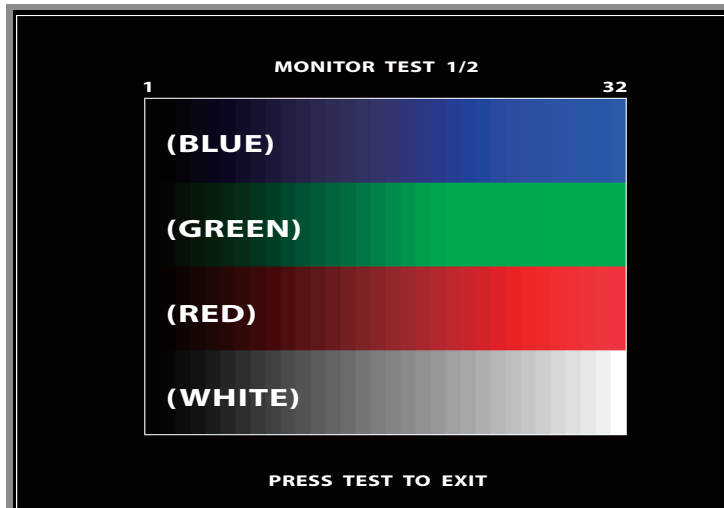 MONITOR TEST 1/2
1 32
(BLUE)
(GREEN)
(RED)
(WHITE)
PRESS TEST TO EXIT